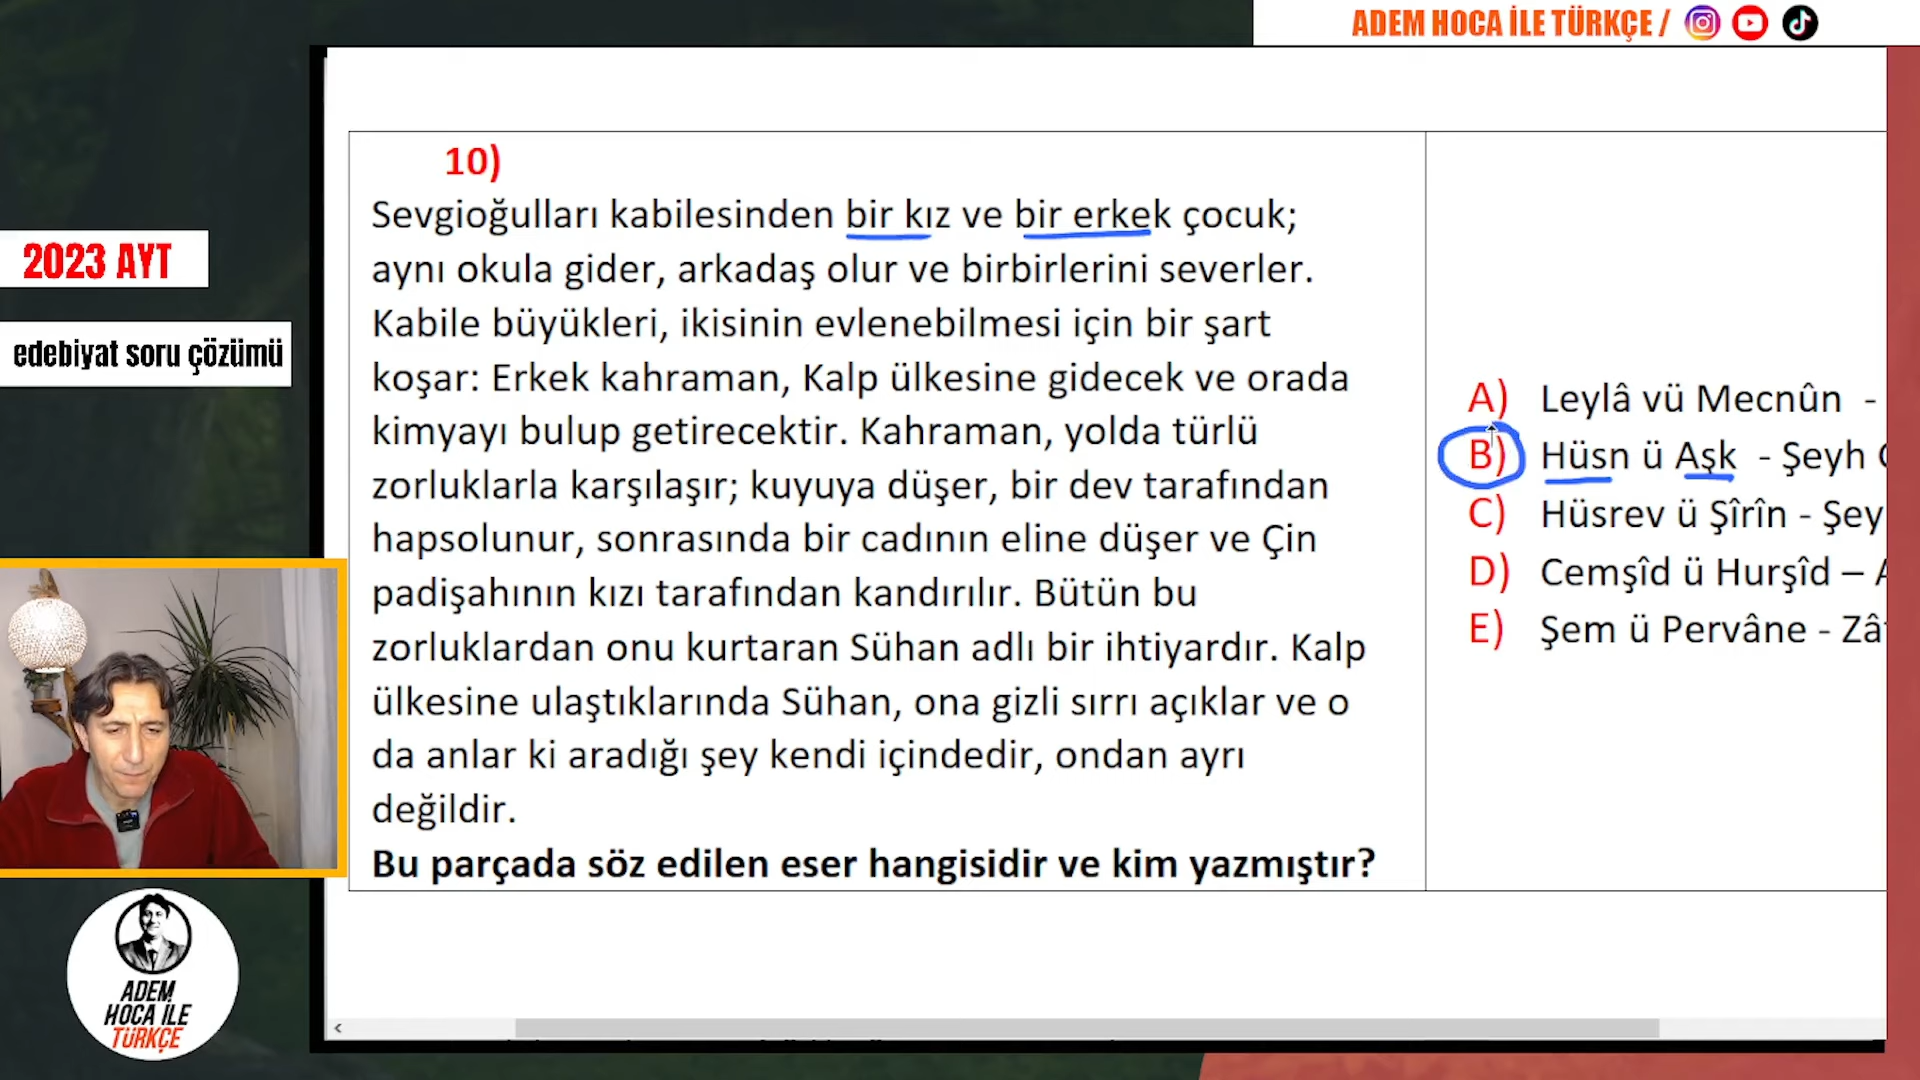 ADEM HOCA İLE TÜRKÇE /
2023 AYT
edebiyat soru çözümü
10)
Sevgioğulları kabilesinden bir kız ve bir erkek çocuk;
aynı okula gider, arkadaş olur ve birbirlerini severler.
Kabile büyükleri, ikisinin evlenebilmesi için bir şart
koşar: Erkek kahraman, Kalp ülkesine gidecek ve orada
kimyayı bulup getirecektir. Kahraman, yolda türlü
zorluklarla karşılaşır; kuyuya düşer, bir dev tarafından
hapsolunur, sonrasında bir cadının eline düşer ve Çin
padişahının kızı tarafından kandırılır. Bütün bu
zorluklardan onu kurtaran Sühan adlı bir ihtiyardır. Kalp
ülkesine ulaştıklarında Sühan, ona gizli sırrı açıklar ve o
da anlar ki aradığı şey kendi içindedir, ondan ayrı
değildir.
Bu parçada söz edilen eser hangisidir ve kim yazmıştır?
A) Leylâ vü Mecnûn -
B) Hüsn ü Aşk - Şeyh
C) Hüsrev ü Şîrîn - Şey
D) Cemşîd ü Hurşîd –
E) Şem ü Pervâne - Zâ
ADEM
HOCA İLE
TÜRKÇE